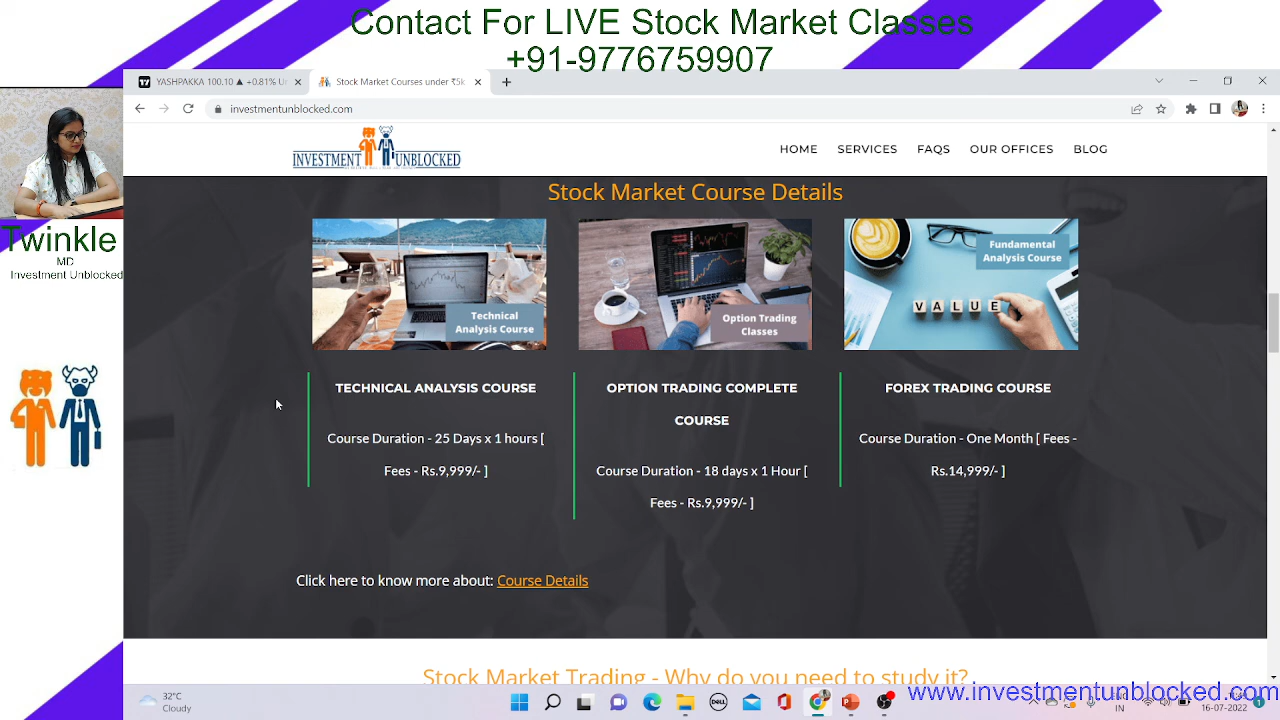 Contact For LIVE Stock Market Classes
+91-9776759907
YASHPAKKA 100.10 ▲ +0.81% Ur
Stock Market Courses under ₹5k
investmentunblocked.com
INVESTMENT UNBLOCKED
HOME SERVICES FAQS OUR OFFICES BLOG
Stock Market Course Details
Twinkle
MD
Investment Unblocked
Technical
Analysis Course
Option Trading
Classes
Fundamental
Analysis Course
VALUE
TECHNICAL ANALYSIS COURSE
Course Duration - 25 Days x 1 hours [
Fees - Rs.9,999/- ]
OPTION TRADING COMPLETE
COURSE
Course Duration - 18 days x 1 Hour [
Fees - Rs.9,999/- ]
FOREX TRADING COURSE
Course Duration - One Month [ Fees -
Rs.14,999/- ]
Click here to know more about: Course Details
Stock Market Trading - Why do you need to study it?
32°C
Cloudy
DELL
www.investmentunblocked.com
IN
16-07-2022